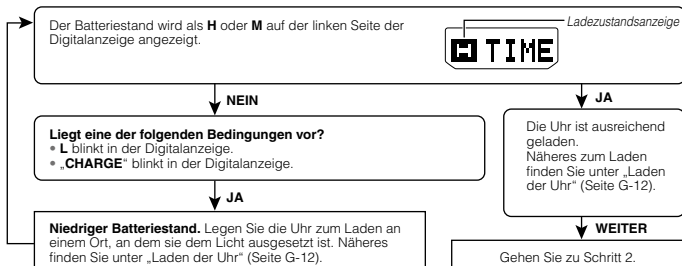 Der Batteriestand wird als H oder M auf der linken Seite der
Digitalanzeige angezeigt.
Ladezustandsanzeige
H TIME
NEIN
JA
Liegt eine der folgenden Bedingungen vor?
• L blinkt in der Digitalanzeige.
• „CHARGE“ blinkt in der Digitalanzeige.
Die Uhr ist ausreichend
geladen.
Näheres zum Laden
finden Sie unter „Laden
der Uhr“ (Seite G-12).
JA
Niedriger Batteriestand. Legen Sie die Uhr zum Laden an
einem Ort, an dem sie dem Licht ausgesetzt ist. Näheres
finden Sie unter „Laden der Uhr“ (Seite G-12).
WEITER
Gehen Sie zu Schritt 2.